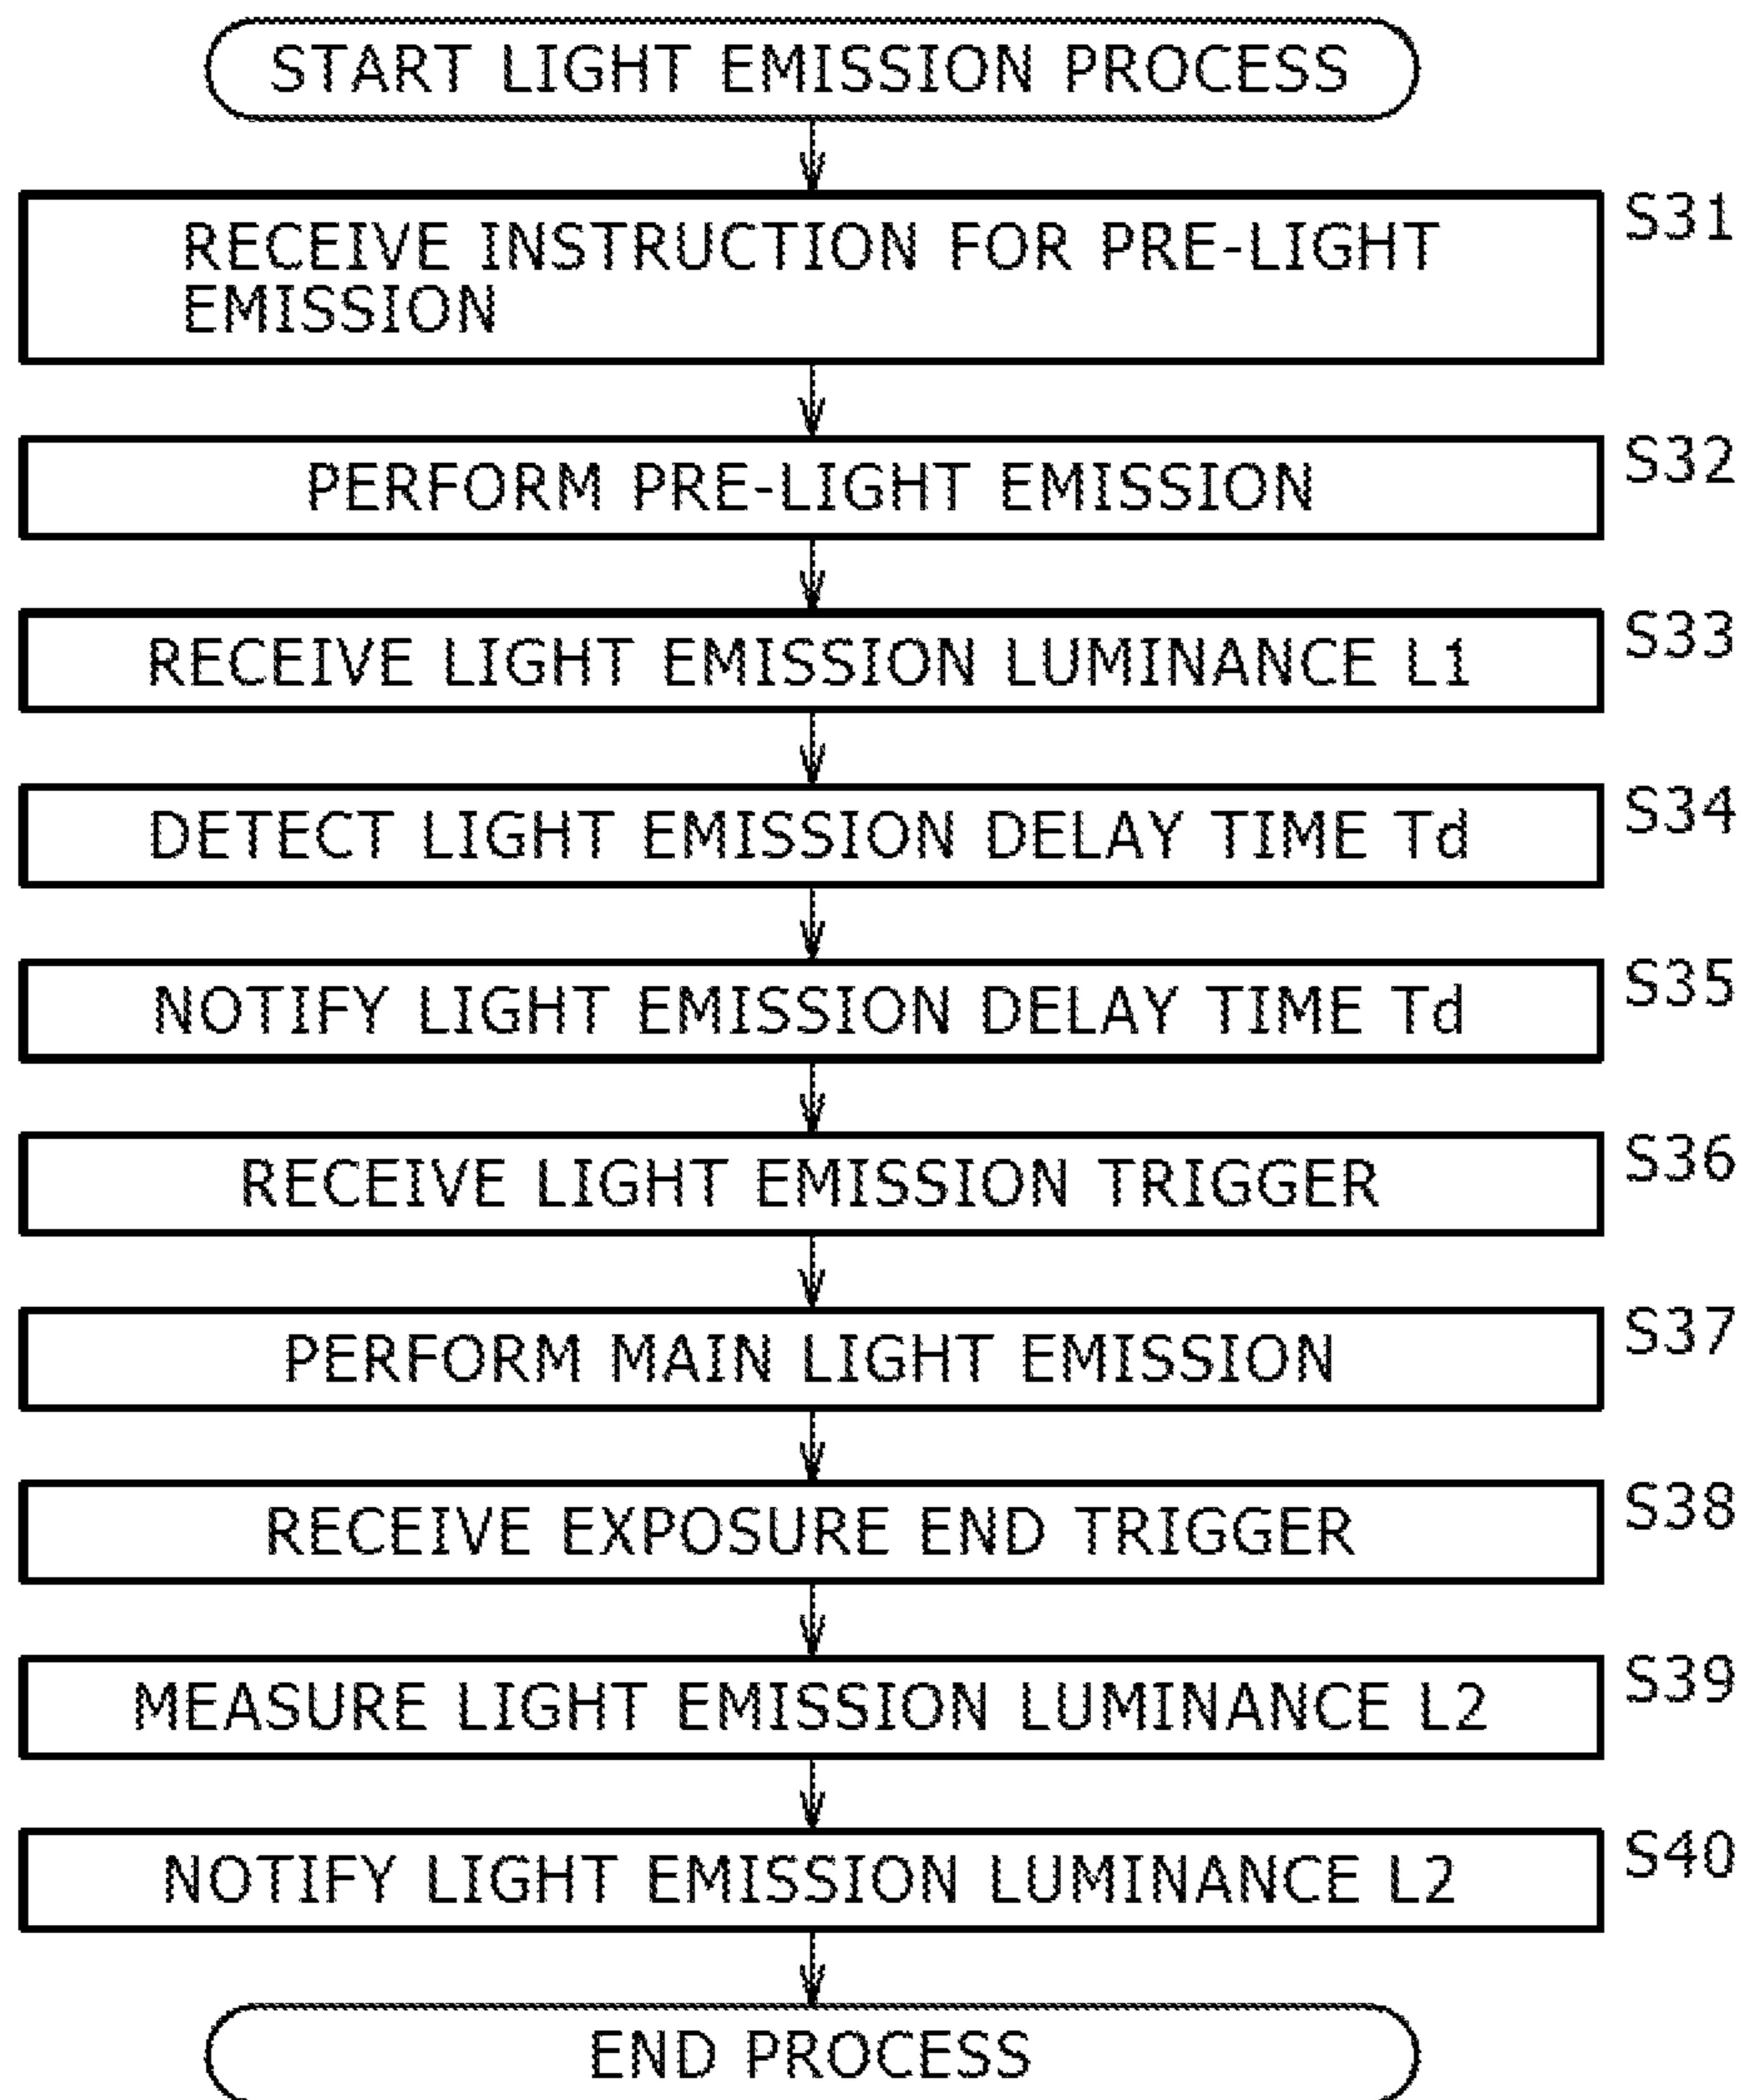 START LIGHT EMISSION PROCESS
RECEIVE INSTRUCTION FOR PRE-LIGHT
EMISSION
S31
PERFORM PRE-LIGHT EMISSION
S32
RECEIVE LIGHT EMISSION LUMINANCE L1
S33
DETECT LIGHT EMISSION DELAY TIME Td
S34
NOTIFY LIGHT EMISSION DELAY TIME Td
S35
RECEIVE LIGHT EMISSION TRIGGER
S36
PERFORM MAIN LIGHT EMISSION
S37
RECEIVE EXPOSURE END TRIGGER
S38
MEASURE LIGHT EMISSION LUMINANCE L2
S39
NOTIFY LIGHT EMISSION LUMINANCE L2
S40
END PROCESS